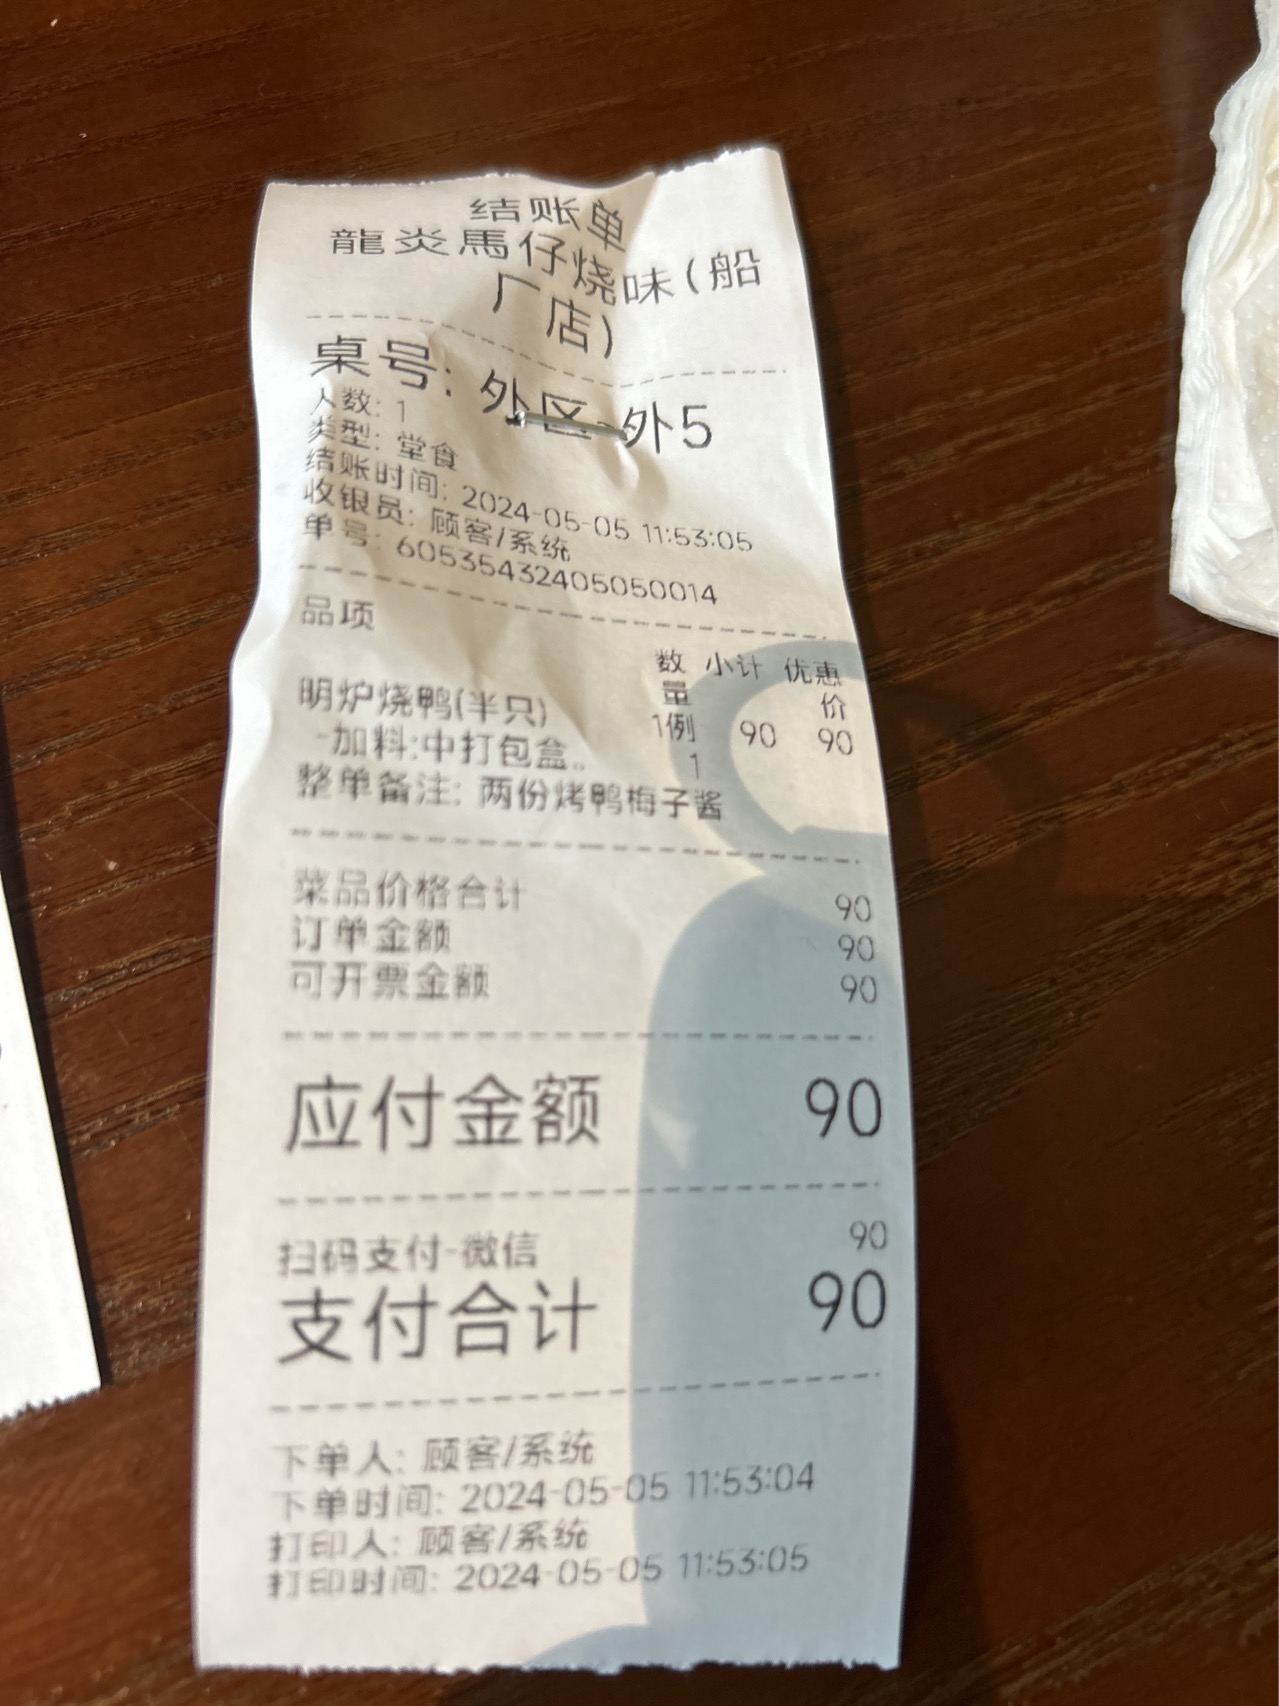 结账单
龍炎馬仔烧味(船
厂店)
桌号: 外区-外5
人数: 1
类型: 堂食
结账时间: 2024-05-05 11:53:05
收银员: 顾客/系统
单号: 60535432405050014
品项 数量 小计 优惠价
明炉烧鸭(半只) 1例 90 90
-加料:中打包盒.. 1
整单备注: 两份烤鸭梅子酱
菜品价格合计 90
订单金额 90
可开票金额 90
应付金额 90
扫码支付-微信 90
支付合计 90
下单人: 顾客/系统
下单时间: 2024-05-05 11:53:04
打印人: 顾客/系统
打印时间: 2024-05-05 11:53:05